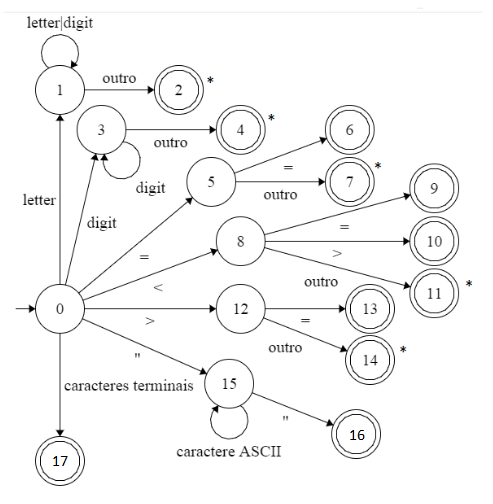 letter|digit
1
outro
2
*
3
outro
4
*
digit
letter
digit
5
=
6
outro
7
*
=
8
=
9
>
10
outro
11
*
<
0
>
12
=
13
outro
14
*
"
15
caracteres terminais
"
16
caractere ASCII
17